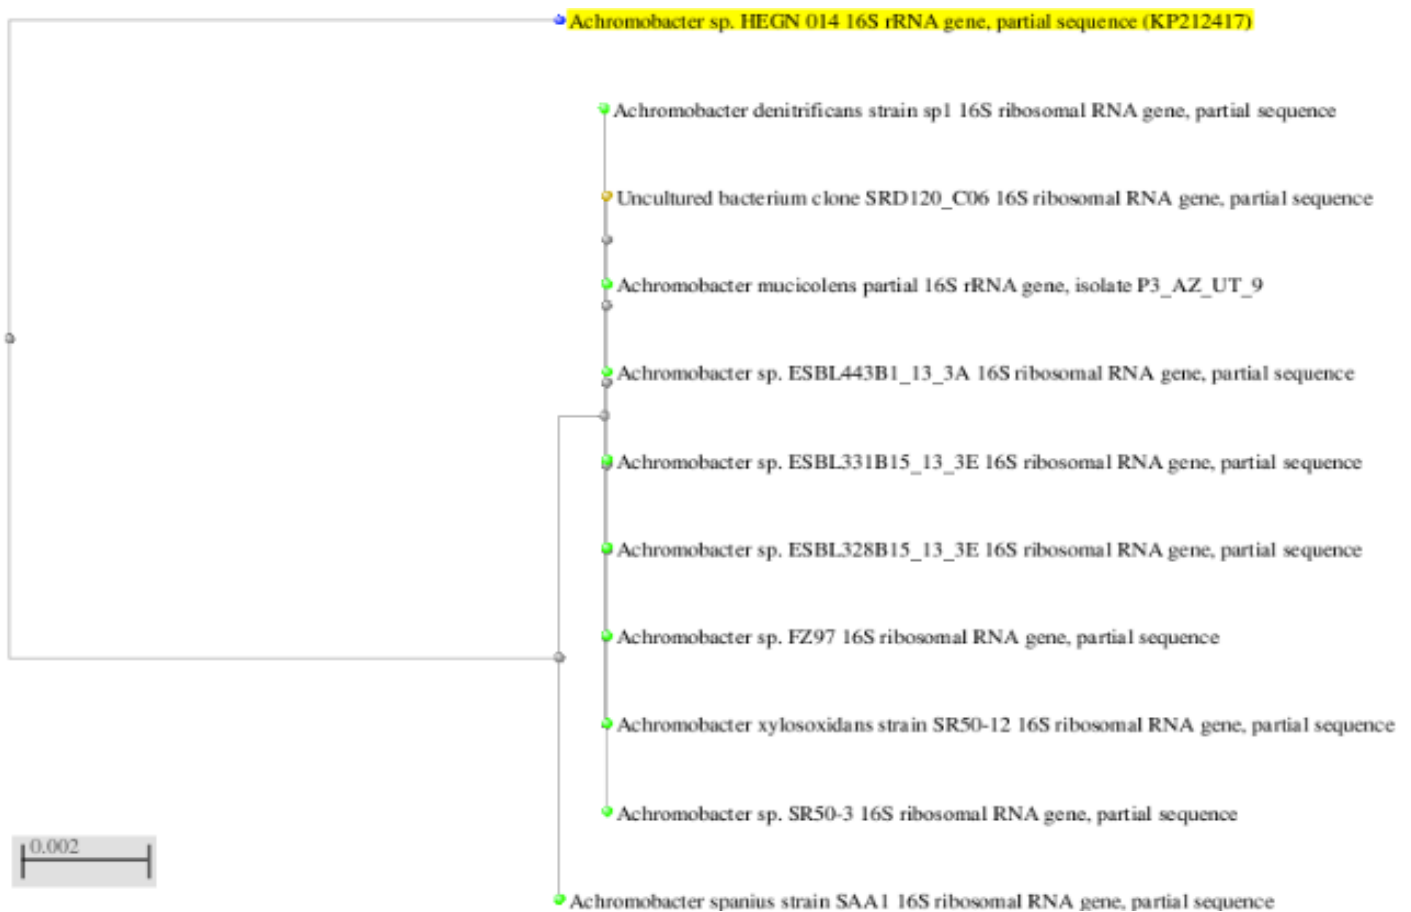 Achromobacter sp. HEGN 014 16S rRNA gene, partial sequence (KP212417)
Achromobacter denitrificans strain sp1 16S ribosomal RNA gene, partial sequence
Uncultured bacterium clone SRD120_C06 16S ribosomal RNA gene, partial sequence
Achromobacter mucicolens partial 16S rRNA gene, isolate P3_AZ_UT_9
Achromobacter sp. ESBL443B1_13_3A 16S ribosomal RNA gene, partial sequence
Achromobacter sp. ESBL331B15_13_3E 16S ribosomal RNA gene, partial sequence
Achromobacter sp. ESBL328B15_13_3E 16S ribosomal RNA gene, partial sequence
Achromobacter sp. FZ97 16S ribosomal RNA gene, partial sequence
Achromobacter xylosoxidans strain SR50-12 16S ribosomal RNA gene, partial sequence
Achromobacter sp. SR50-3 16S ribosomal RNA gene, partial sequence
0.002
Achromobacter spanius strain SAA1 16S ribosomal RNA gene, partial sequence